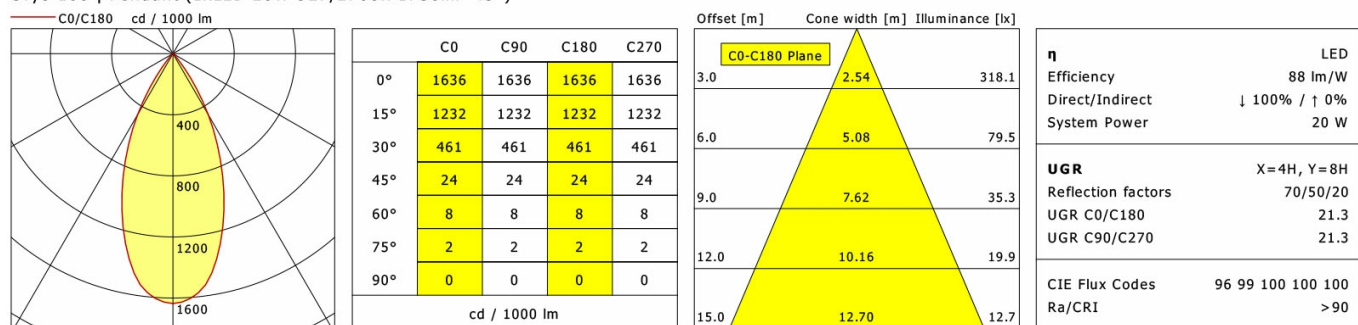 C0/C180 cd / 1000 lm
400
800
1200
1600
C0 C90 C180 C270
0° 1636 1636 1636 1636
15° 1232 1232 1232 1232
30° 461 461 461 461
45° 24 24 24 24
60° 8 8 8 8
75° 2 2 2 2
90° 0 0 0 0
cd / 1000 lm
Offset [m] Cone width [m] Illuminance [lx]
C0-C180 Plane
3.0 2.54 318.1
6.0 5.08 79.5
9.0 7.62 35.3
12.0 10.16 19.9
15.0 12.70 12.7
η LED
Efficiency 88 lm/W
Direct/Indirect ↓ 100% / ↑ 0%
System Power 20 W
UGR X=4H, Y=8H
Reflection factors 70/50/20
UGR C0/C180 21.3
UGR C90/C270 21.3
CIE Flux Codes 96 99 100 100 100
Ra/CRI >90